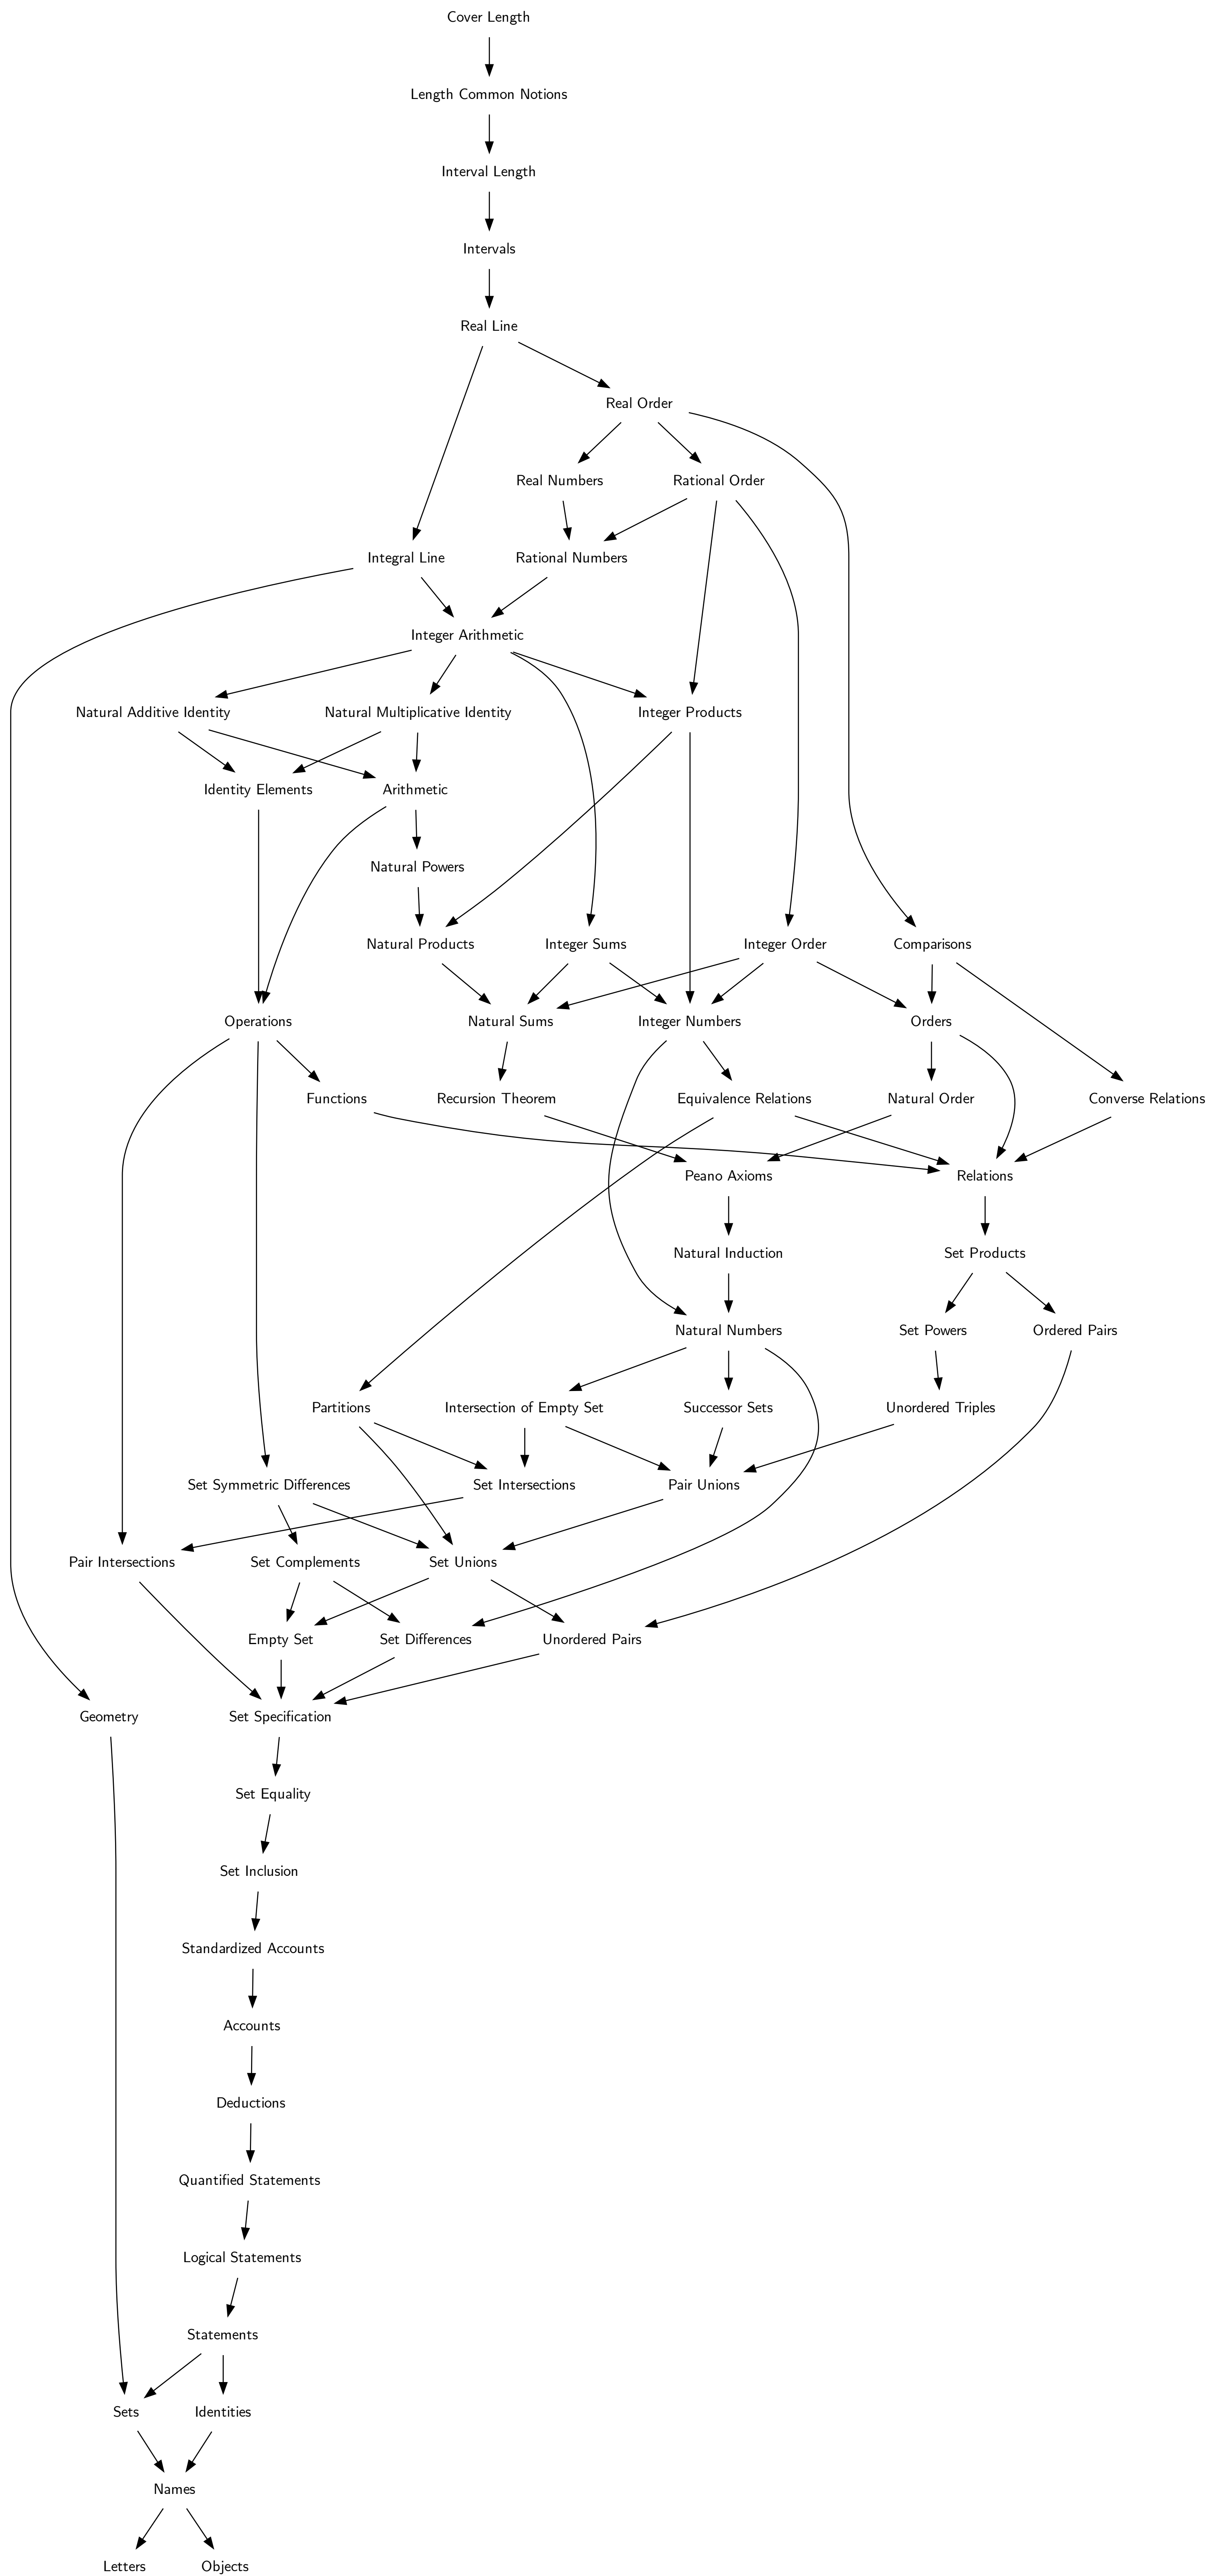 Cover Length
Length Common Notions
Interval Length
Intervals
Real Line
Real Order
Real Numbers
Rational Order
Integral Line
Rational Numbers
Integer Arithmetic
Natural Additive Identity
Natural Multiplicative Identity
Integer Products
Identity Elements
Arithmetic
Natural Powers
Natural Products
Integer Sums
Integer Order
Comparisons
Operations
Natural Sums
Integer Numbers
Orders
Functions
Recursion Theorem
Equivalence Relations
Natural Order
Converse Relations
Peano Axioms
Relations
Natural Induction
Set Products
Natural Numbers
Set Powers
Ordered Pairs
Partitions
Intersection of Empty Set
Successor Sets
Unordered Triples
Set Symmetric Differences
Set Intersections
Pair Unions
Pair Intersections
Set Complements
Set Unions
Empty Set
Set Differences
Unordered Pairs
Geometry
Set Specification
Set Equality
Set Inclusion
Standardized Accounts
Accounts
Deductions
Quantified Statements
Logical Statements
Statements
Sets
Identities
Names
Letters
Objects